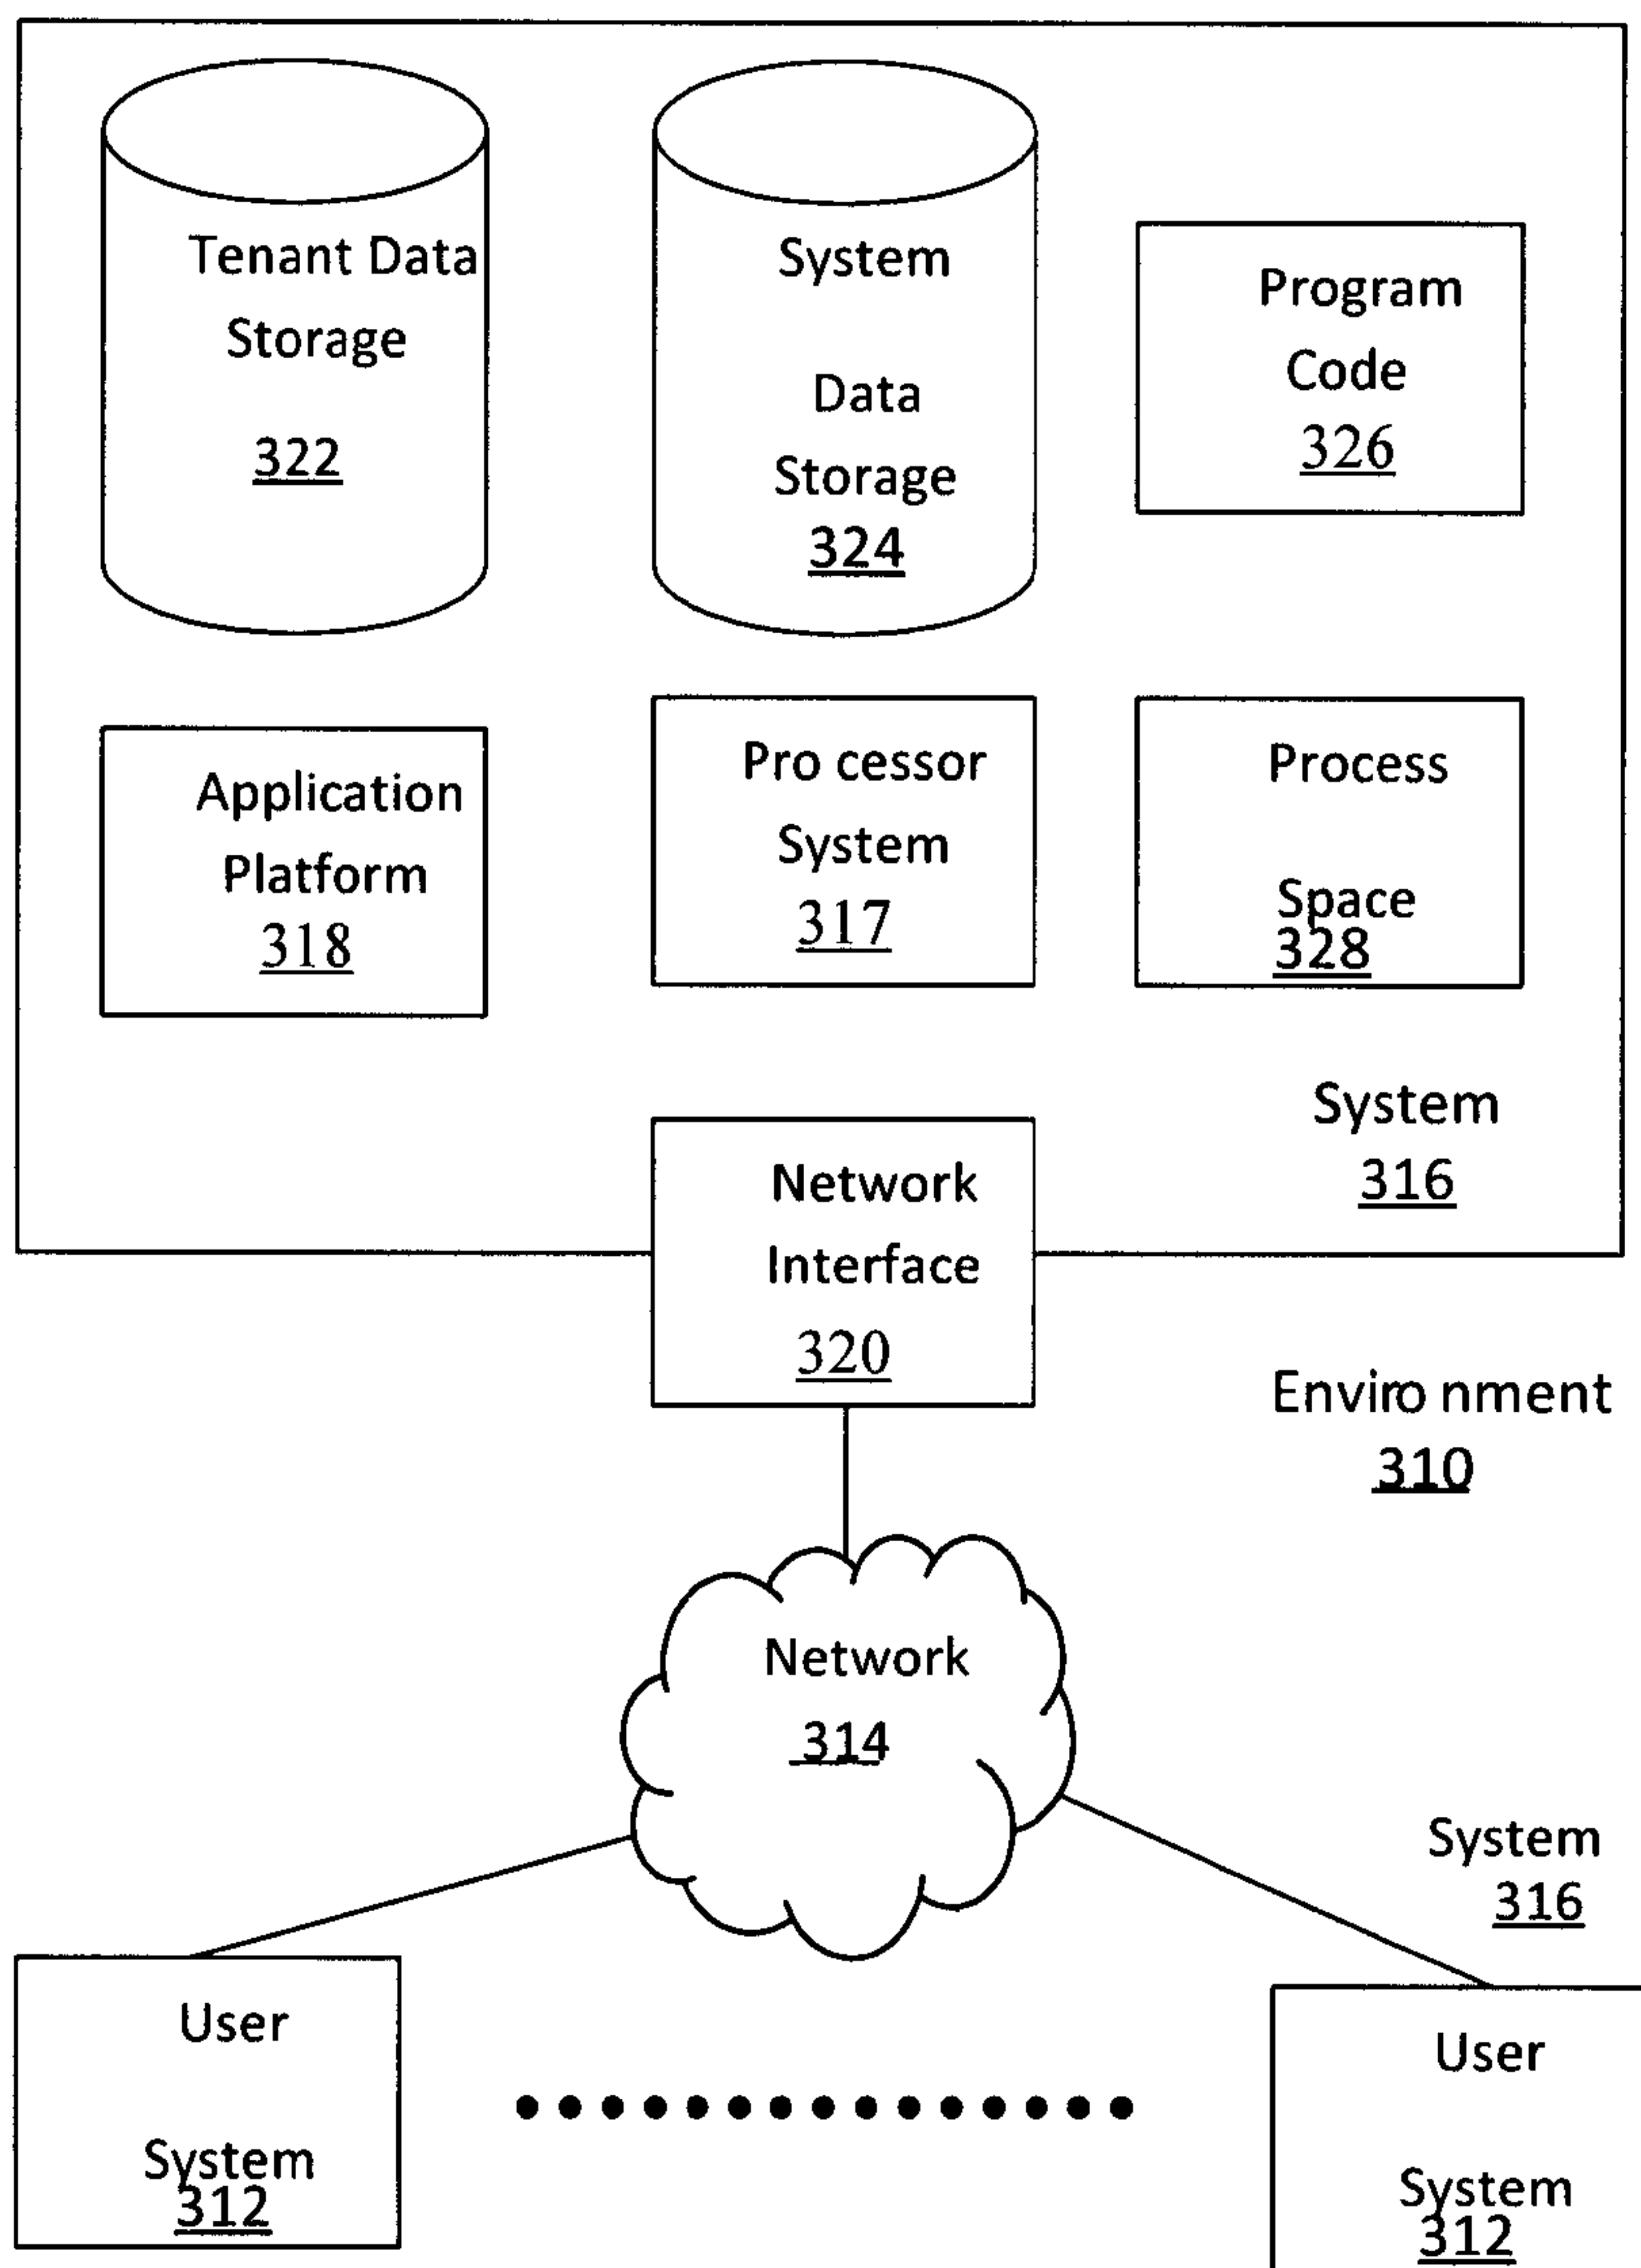 Tenant Data
Storage
322
System
Data
Storage
324
Program
Code
326
Application
Platform
318
Pro cessor
System
317
Process
Space
328
System
316
Network
Interface
320
Enviro nment
310
Network
314
System
316
User
System
312
User
System
312